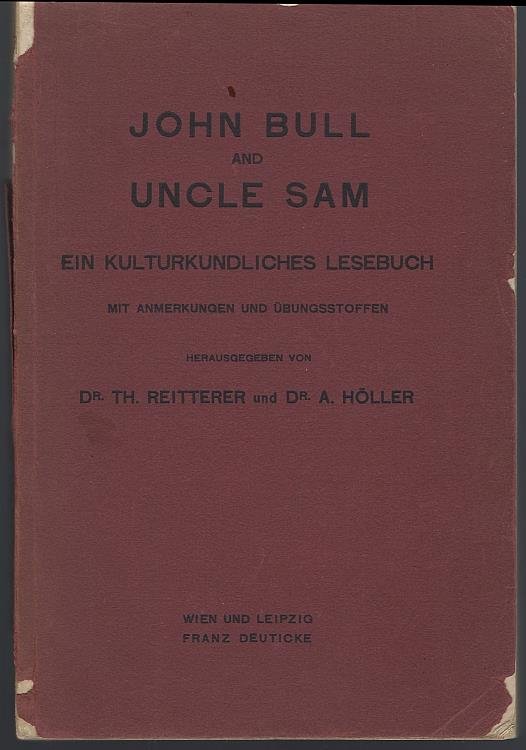 JOHN BULL
AND
UNCLE SAM
EIN KULTURKUNDLICHES LESEBUCH
MIT ANMERKUNGEN UND ÜBUNGSSTOFFEN
HERAUSGEGEBEN VON
DR. TH. REITTERER und DR. A. HÖLLER
WIEN UND LEIPZIG
FRANZ DEUTICKE